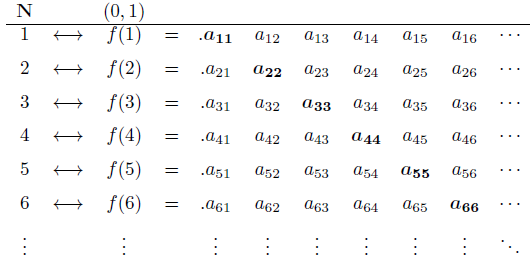 N (0, 1)
1 ⟷ f(1) = .a₁₁ a₁₂ a₁₃ a₁₄ a₁₅ a₁₆ ⋯
2 ⟷ f(2) = .a₂₁ a₂₂ a₂₃ a₂₄ a₂₅ a₂₆ ⋯
3 ⟷ f(3) = .a₃₁ a₃₂ a₃₃ a₃₄ a₃₅ a₃₆ ⋯
4 ⟷ f(4) = .a₄₁ a₄₂ a₄₃ a₄₄ a₄₅ a₄₆ ⋯
5 ⟷ f(5) = .a₅₁ a₅₂ a₅₃ a₅₄ a₅₅ a₅₆ ⋯
6 ⟷ f(6) = .a₆₁ a₆₂ a₆₃ a₆₄ a₆₅ a₆₆ ⋯
⋮ ⋮ ⋮ ⋮ ⋮ ⋮ ⋮ ⋮ ⋱